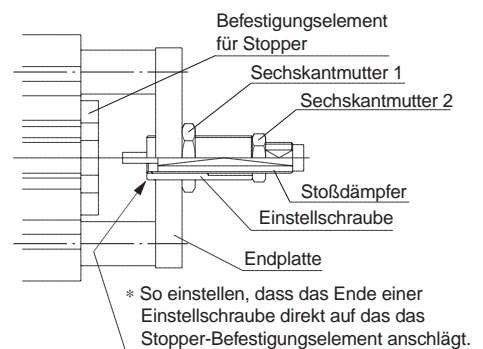 Befestigungselement
für Stopper
Sechskantmutter 1
Sechskantmutter 2
Stoßdämpfer
Einstellschraube
Endplatte
* So einstellen, dass das Ende einer
Einstellschraube direkt auf das das
Stopper-Befestigungselement anschlägt.